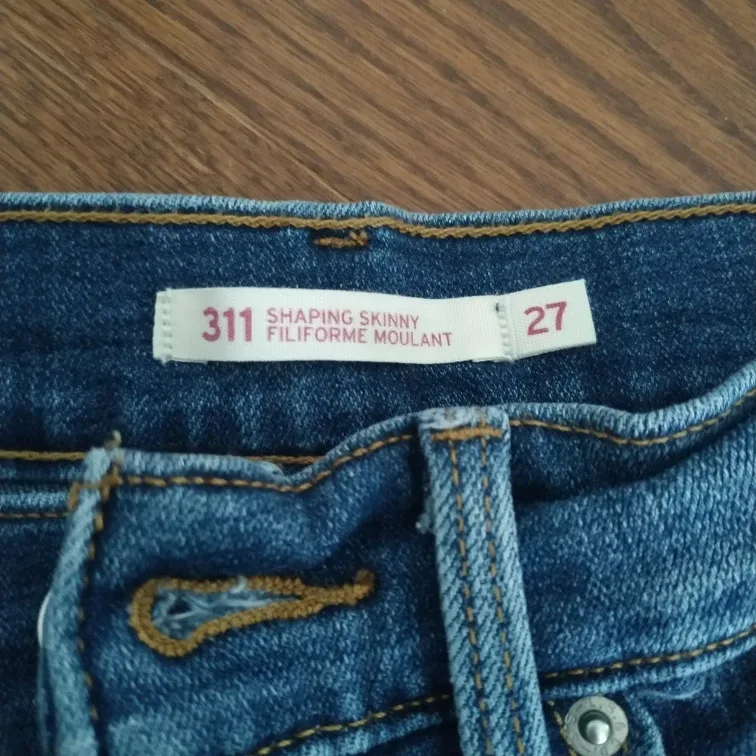 311 SHAPING SKINNY
FILIFORME MOULANT
27